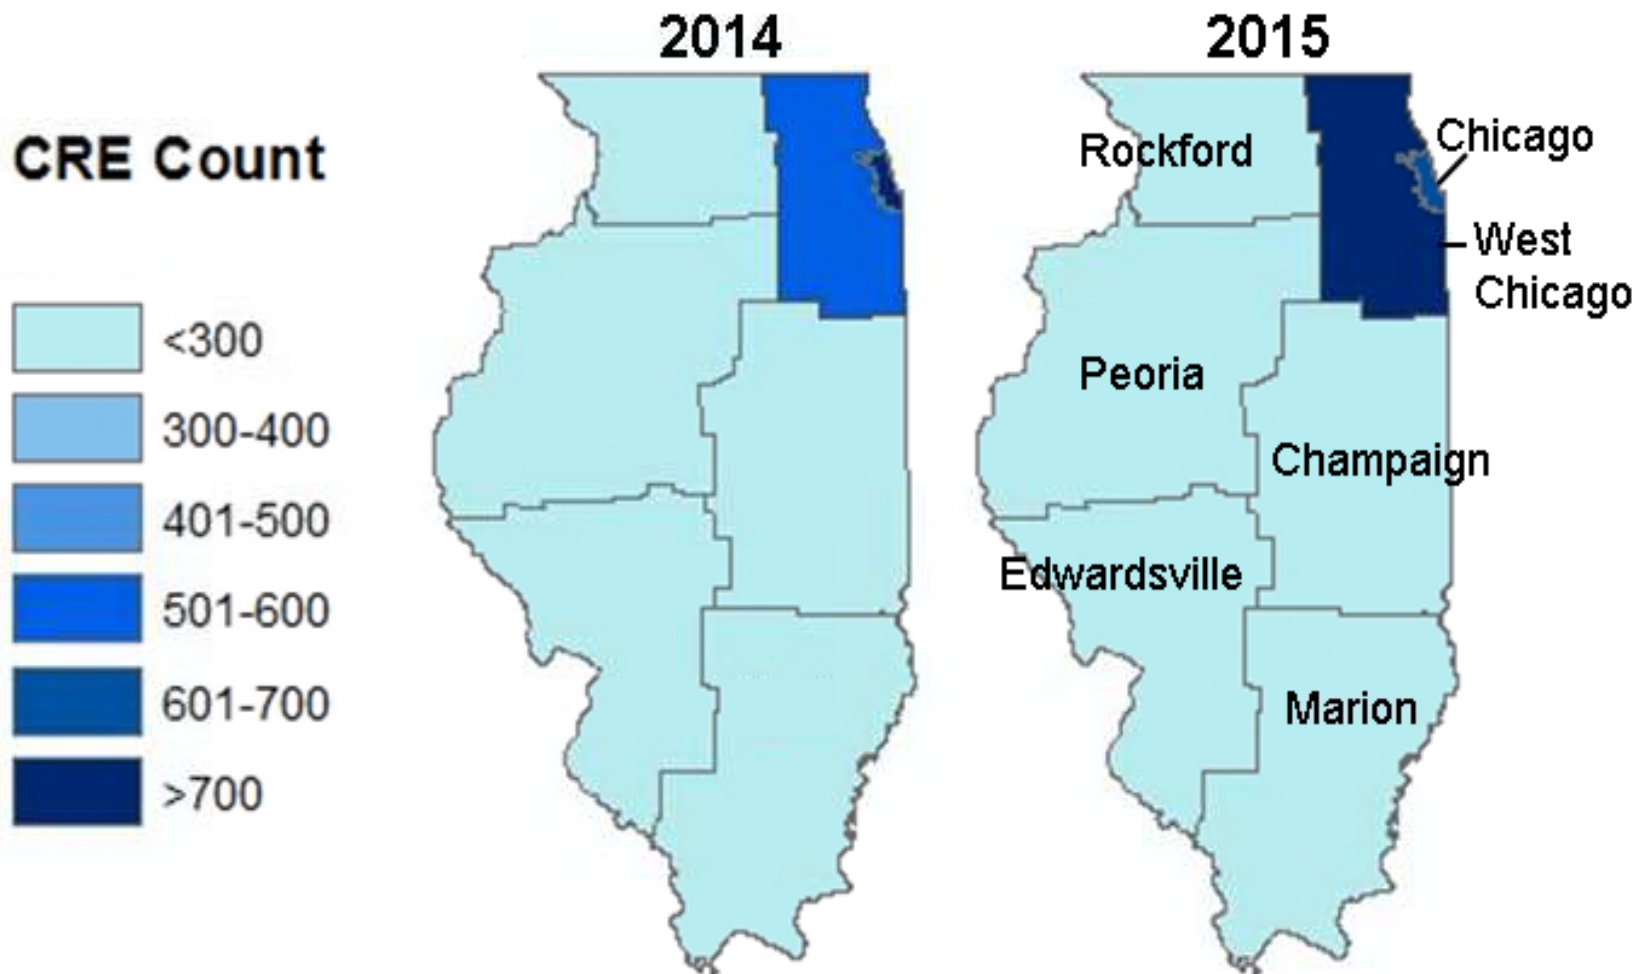 2014
2015
CRE Count
<300
300-400
401-500
501-600
601-700
>700
Rockford
Chicago
West
Chicago
Peoria
Champaign
Edwardsville
Marion